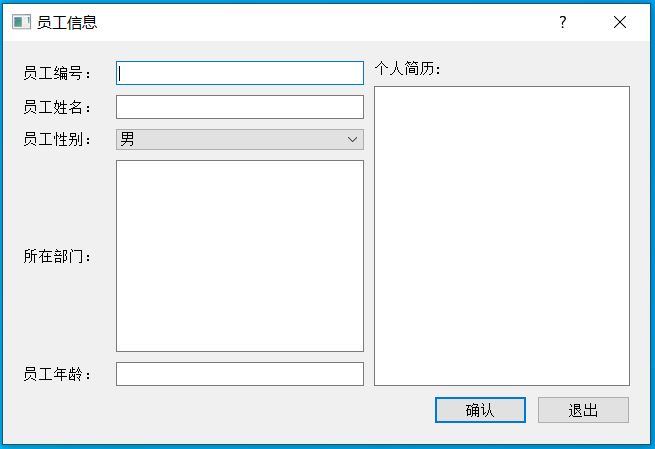 员工信息
?
员工编号：
员工姓名：
员工性别： 男
所在部门：
员工年龄：
个人简历：
确认
退出